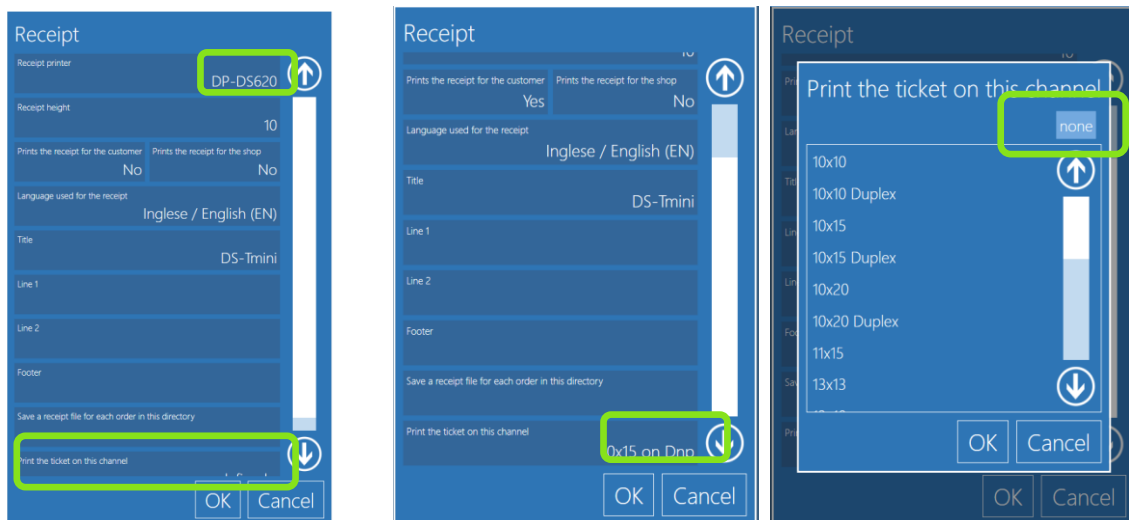 Receipt
Receipt printer
DP-DS620
Receipt height
10
Prints the receipt for the customer Prints the receipt for the shop
No No
Language used for the receipt
Inglese / English (EN)
Title
DS-Tmini
Line 1
Line 2
Footer
Save a receipt file for each order in this directory
Print the ticket on this channel
OK Cancel
Receipt
10
Prints the receipt for the customer Prints the receipt for the shop
Yes No
Language used for the receipt
Inglese / English (EN)
Title
DS-Tmini
Line 1
Line 2
Footer
Save a receipt file for each order in this directory
Print the ticket on this channel
0x15 on Dnp
OK Cancel
Receipt
Print the ticket on this channel
none
10x10
10x10 Duplex
10x15
10x15 Duplex
10x20
10x20 Duplex
11x15
13x13
OK Cancel
OK Cancel